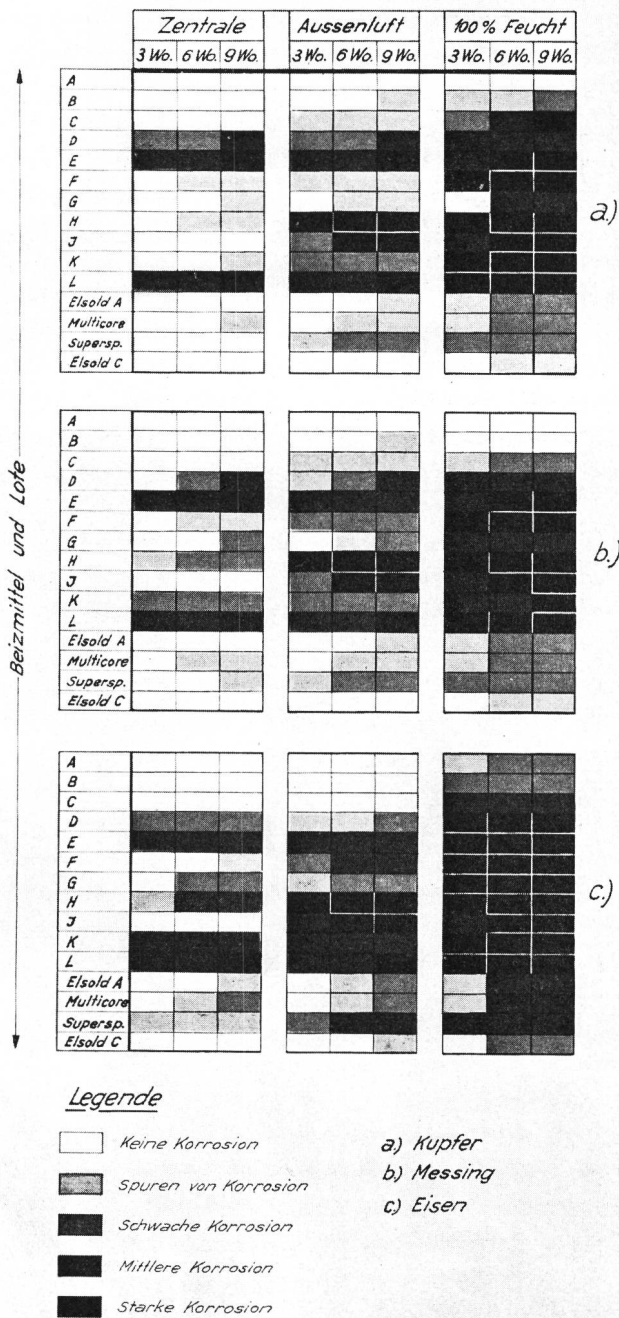 Zentrale Aussenluft 100% Feucht
3 Wo. 6 Wo. 9 Wo. 3 Wo. 6 Wo. 9 Wo. 3 Wo. 6 Wo. 9 Wo.
Beizmittel und Lote
A
B
C
D
E
F
G
H
J
K
L
Elsold A
Multicore
Supersp.
Elsold C
a.)
A
B
C
D
E
F
G
H
J
K
L
Elsold A
Multicore
Supersp.
Elsold C
b.)
A
B
C
D
E
F
G
H
J
K
L
Elsold A
Multicore
Supersp.
Elsold C
c.)
Legende
Keine Korrosion
Spuren von Korrosion
Schwache Korrosion
Mittlere Korrosion
Starke Korrosion
a.) Kupfer
b.) Messing
c.) Eisen